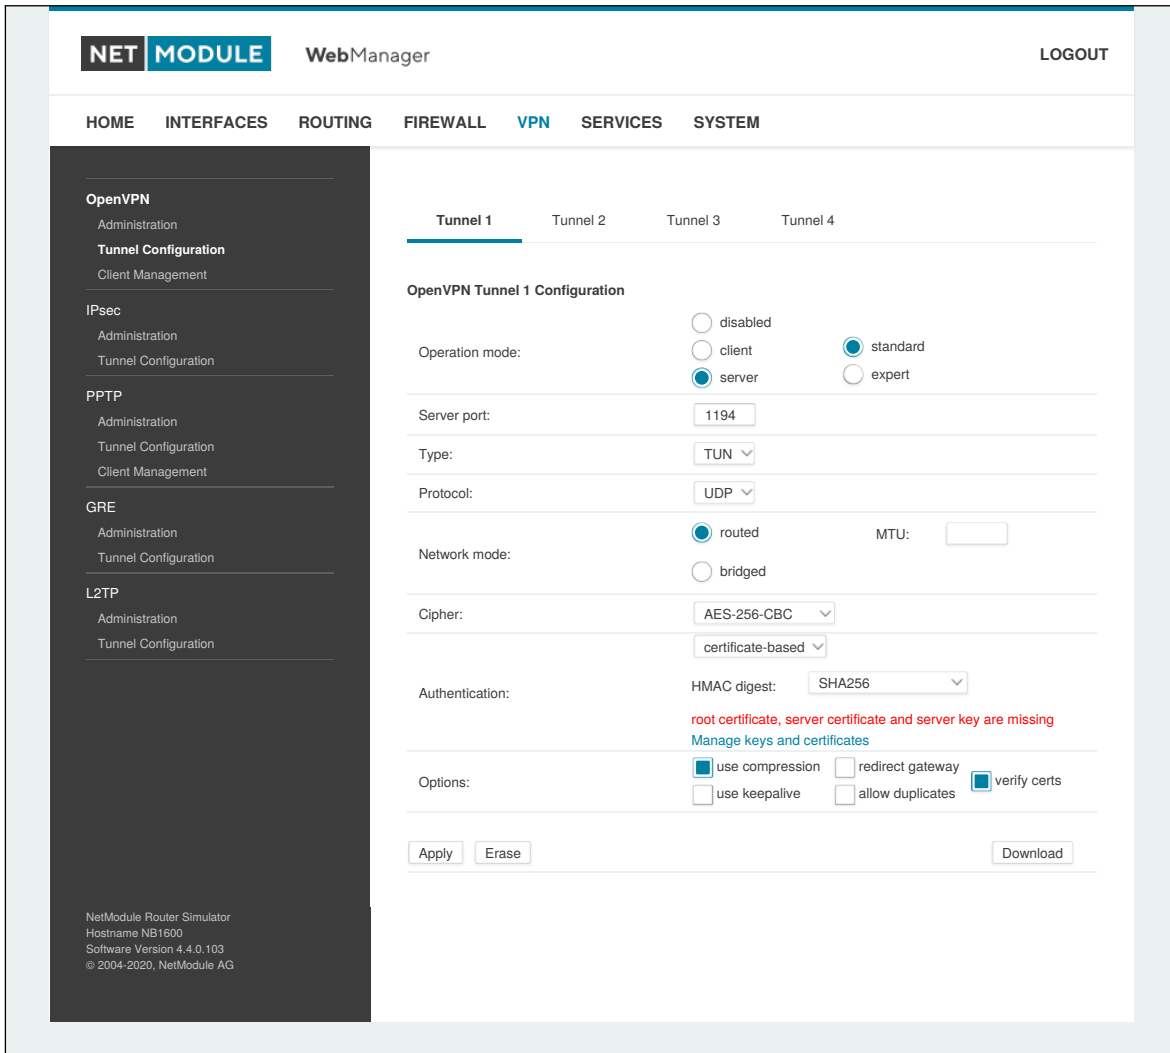 NET MODULE WebManager LOGOUT
HOME INTERFACES ROUTING FIREWALL VPN SERVICES SYSTEM
OpenVPN
Administration
Tunnel Configuration
Client Management
IPsec
Administration
Tunnel Configuration
PPTP
Administration
Tunnel Configuration
Client Management
GRE
Administration
Tunnel Configuration
L2TP
Administration
Tunnel Configuration
NetModule Router Simulator
Hostname NB1600
Software Version 4.4.0.103
© 2004-2020, NetModule AG
Tunnel 1 Tunnel 2 Tunnel 3 Tunnel 4
OpenVPN Tunnel 1 Configuration
Operation mode:
disabled
client
server
standard
expert
Server port: 1194
Type: TUN
Protocol: UDP
Network mode:
routed
bridged
MTU:
Cipher: AES-256-CBC
Authentication:
certificate-based
HMAC digest: SHA256
root certificate, server certificate and server key are missing
Manage keys and certificates
Options:
use compression redirect gateway verify certs
use keepalive allow duplicates
Apply Erase Download